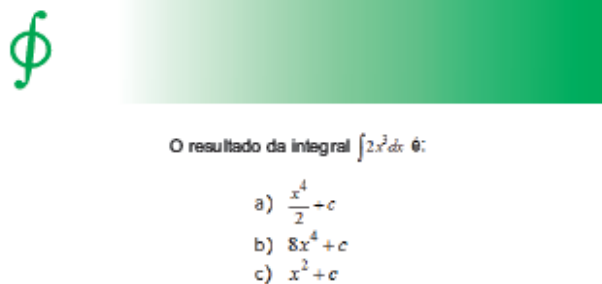 O resultado da integral ∫2x³dx é:
a) x⁴/2 + c
b) 8x⁴ + c
c) x² + c